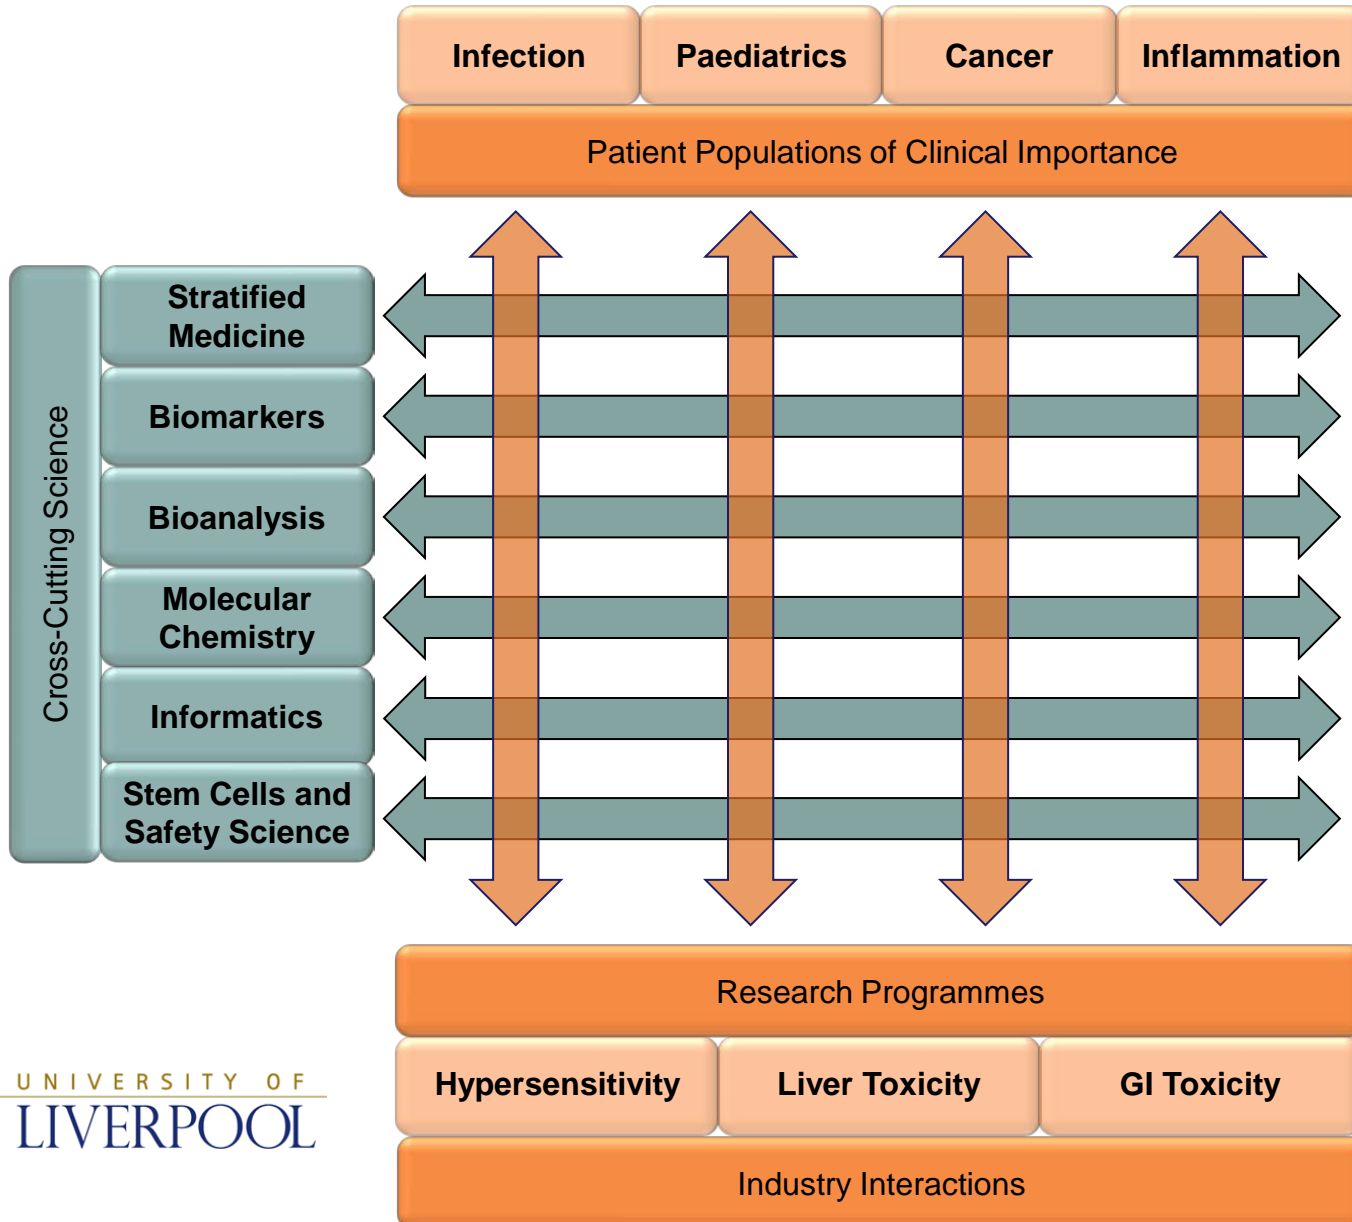 Infection
Paediatrics
Cancer
Inflammation
Patient Populations of Clinical Importance
Cross-Cutting Science
Stratified
Medicine
Biomarkers
Bioanalysis
Molecular
Chemistry
Informatics
Stem Cells and
Safety Science
Research Programmes
Hypersensitivity
Liver Toxicity
GI Toxicity
Industry Interactions
UNIVERSITY OF
LIVERPOOL